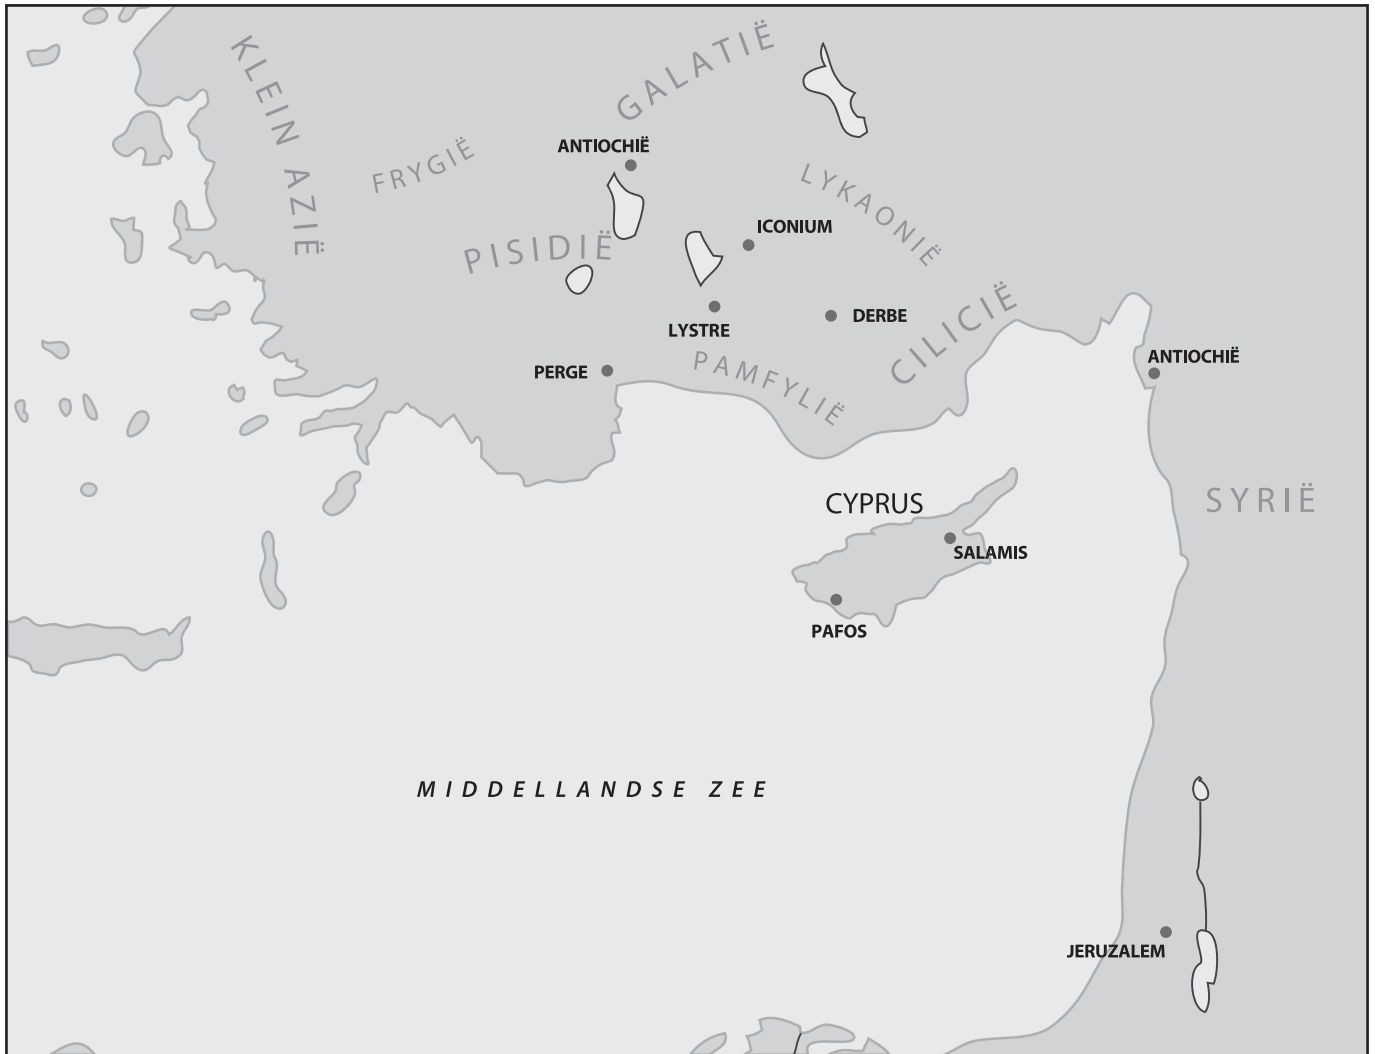 KLEIN AZIË
GALATIË
FRYGIË
ANTIOCHIË
LYKAONIË
PISIDIË
ICONIUM
LYSTRE
DERBE
CILICIË
PERGE
PAMFYLIË
ANTIOCHIË
CYPRUS
SYRIË
SALAMIS
PAFOS
MIDDELLANDSE ZEE
JERUZALEM